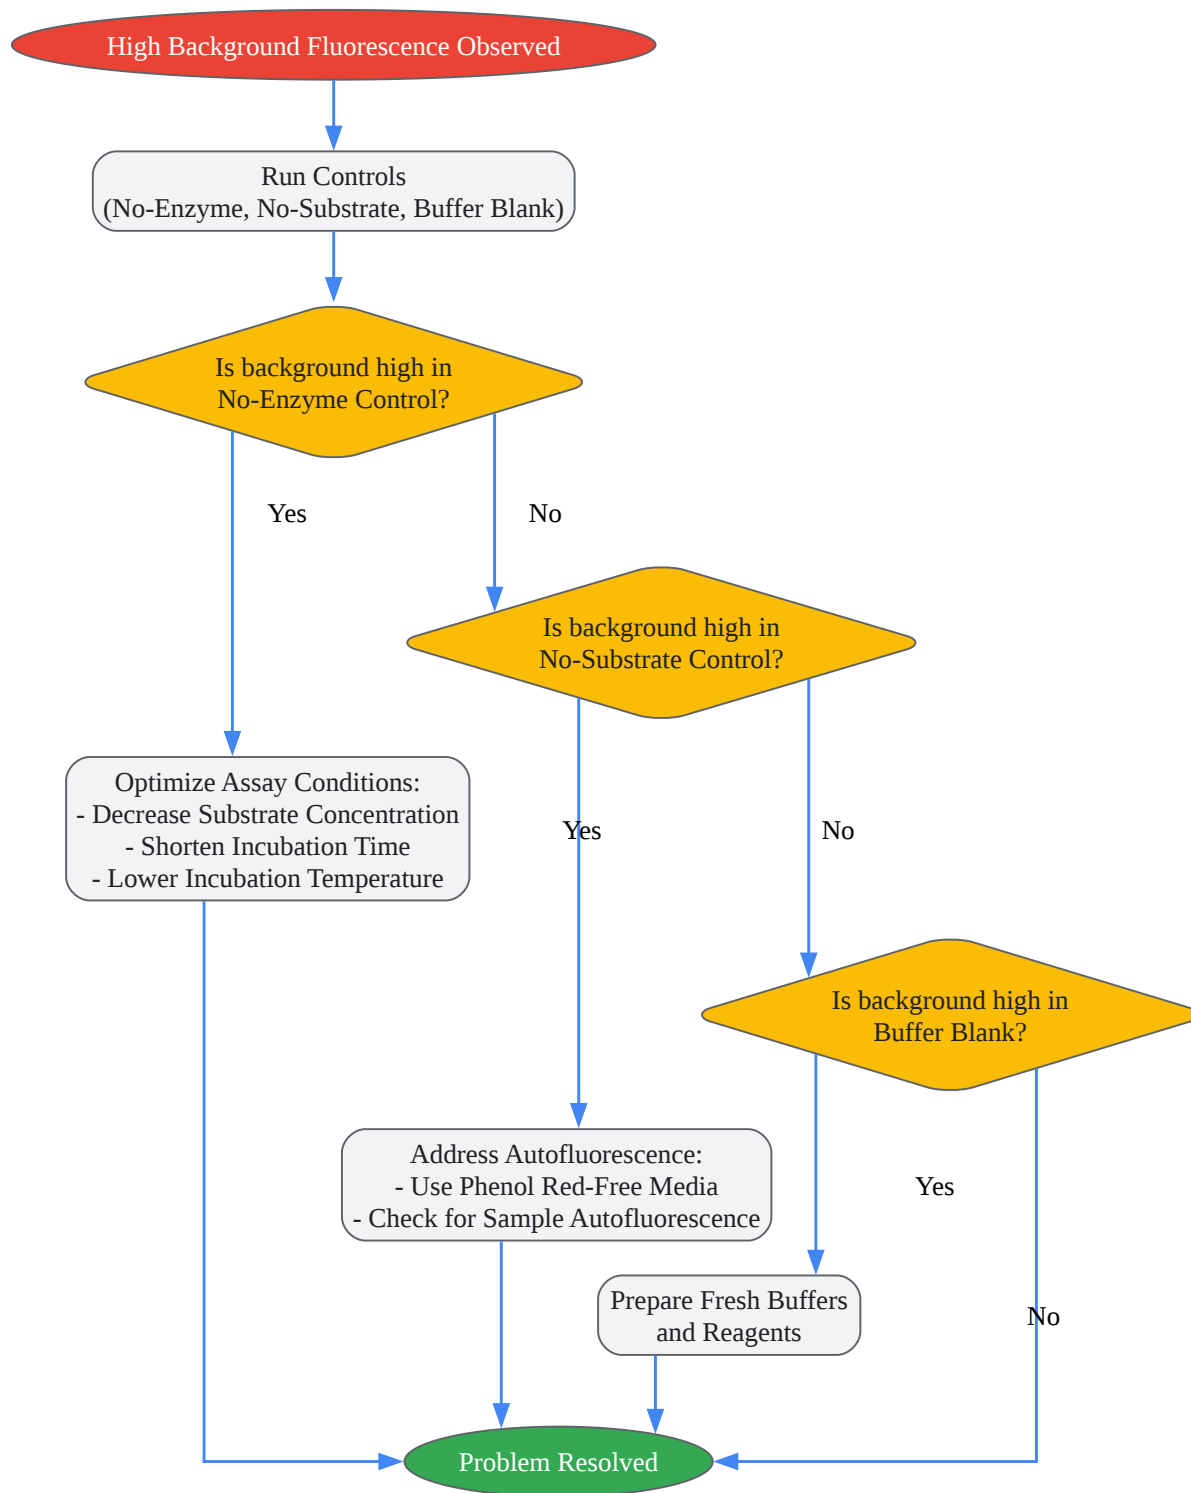 High Background Fluorescence Observed
Run Controls
(No-Enzyme, No-Substrate, Buffer Blank)
Is background high in
No-Enzyme Control?
Yes
No
Is background high in
No-Substrate Control?
Optimize Assay Conditions:
- Decrease Substrate Concentration
- Shorten Incubation Time
- Lower Incubation Temperature
Yes
No
Is background high in
Buffer Blank?
Address Autofluorescence:
- Use Phenol Red-Free Media
- Check for Sample Autofluorescence
Yes
Prepare Fresh Buffers
and Reagents
No
Problem Resolved